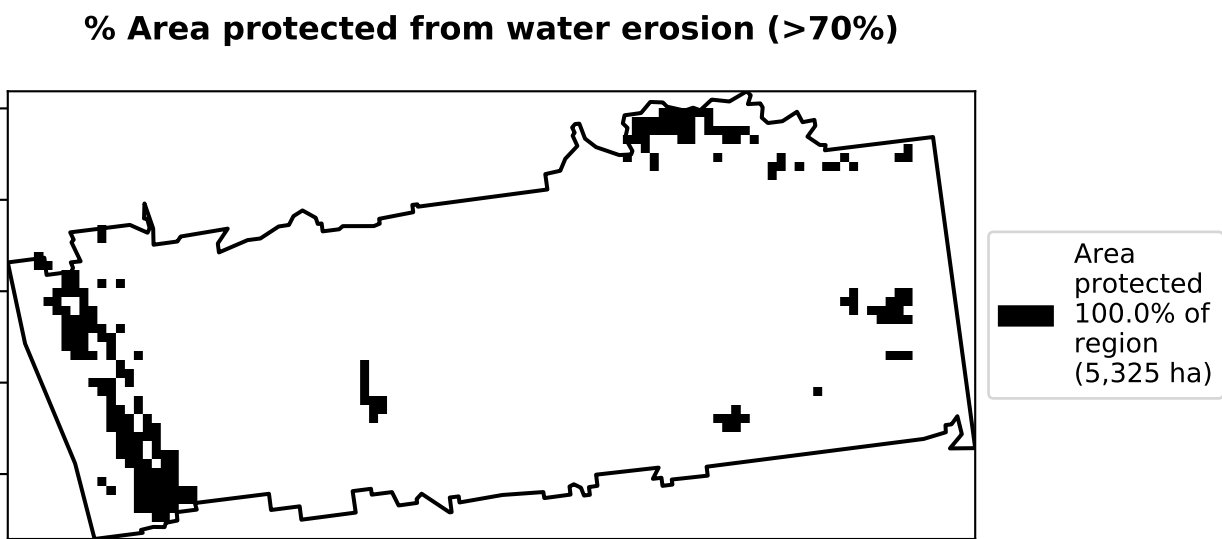 % Area protected from water erosion (>70%)
Area
protected
100.0% of
region
(5,325 ha)